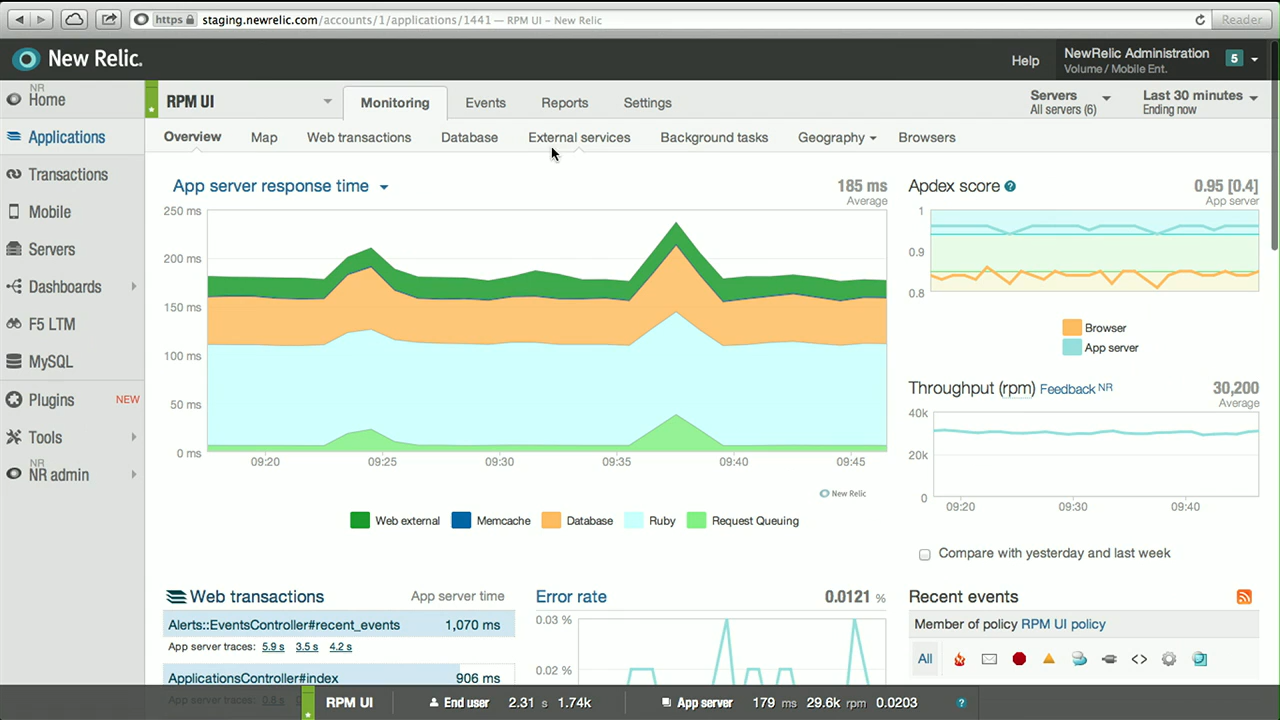 https staging.newrelic.com/accounts/1/applications/1441 — RPM UI – New Relic
Reader
New Relic.
Help
NewRelic Administration
Volume / Mobile Ent.
5
NR
Home
Applications
Transactions
Mobile
Servers
Dashboards
F5 LTM
MySQL
Plugins NEW
Tools
NR
NR admin
RPM UI
Monitoring
Events
Reports
Settings
Servers
All servers (6)
Last 30 minutes
Ending now
Overview
Map
Web transactions
Database
External services
Background tasks
Geography
Browsers
App server response time
185 ms
Average
250 ms
200 ms
150 ms
100 ms
50 ms
0 ms
09:20 09:25 09:30 09:35 09:40 09:45
New Relic
Web external Memcache Database Ruby Request Queuing
Apdex score ?
0.95 [0.4]
App server
1
0.9
0.8
Browser
App server
Throughput (rpm) Feedback NR
30,200
Average
40k
20k
0
09:20 09:30 09:40
Compare with yesterday and last week
Web transactions App server time
Alerts::EventsController#recent_events 1,070 ms
App server traces: 5.9 s 3.5 s 4.2 s
ApplicationsController#index 906 ms
App server traces: 0.8 s
Error rate 0.0121 %
0.03 %
0.02 %
Recent events
Member of policy RPM UI policy
All
RPM UI
End user 2.31 s 1.74k
App server 179 ms 29.6k rpm 0.0203 ?